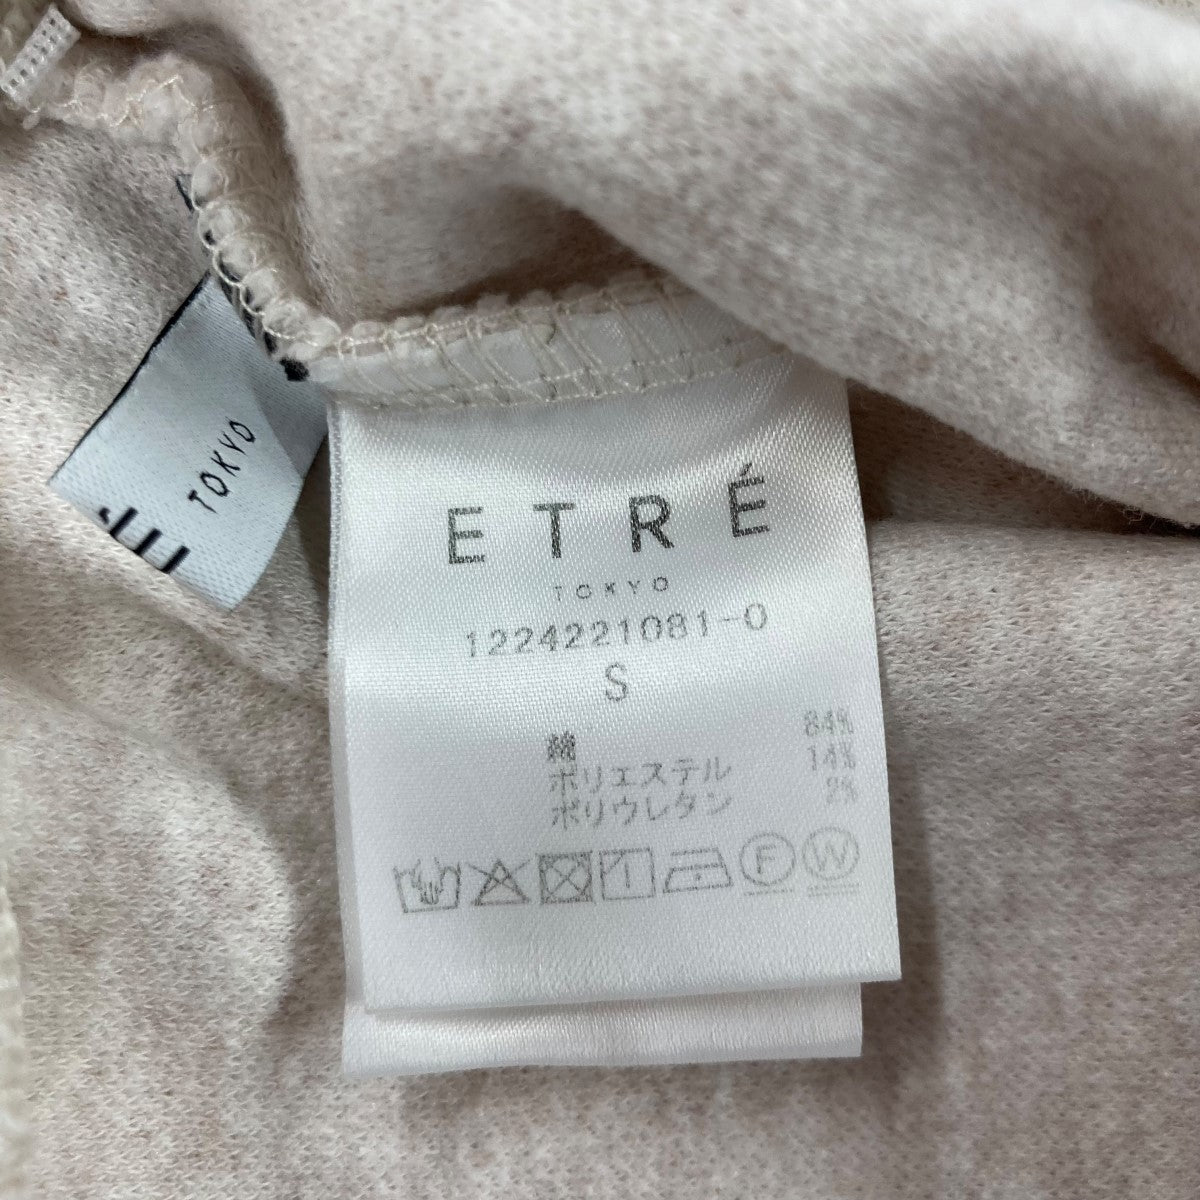 ETRÉ
TOKYO
1224221081-0
S
綿 84%
ポリエステル 14%
ポリウレタン 2%
F W
TOKYO